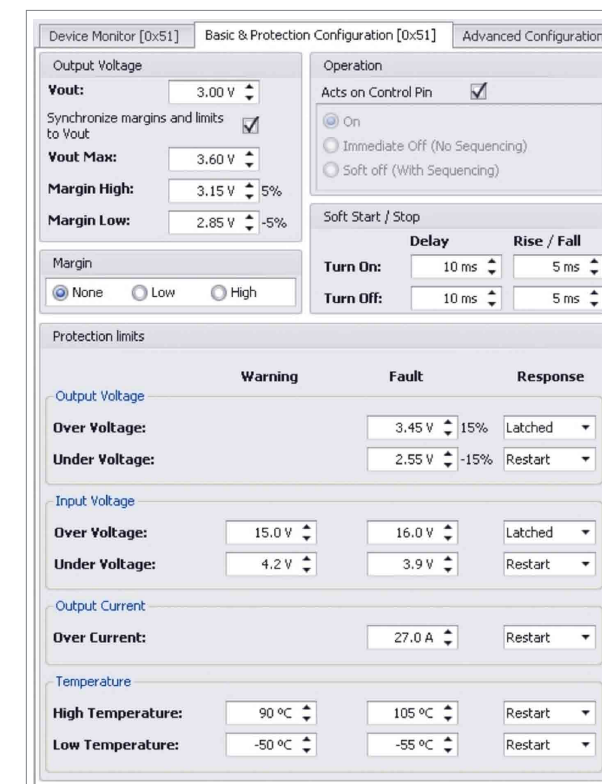 Device Monitor [0x51] Basic & Protection Configuration [0x51] Advanced Configuration
Output Voltage
Vout: 3.00 V
Synchronize margins and limits
to Vout
Vout Max: 3.60 V
Margin High: 3.15 V 5%
Margin Low: 2.85 V -5%
Operation
Acts on Control Pin
On
Immediate Off (No Sequencing)
Soft off (With Sequencing)
Margin
None Low High
Soft Start / Stop
Delay Rise / Fall
Turn On: 10 ms 5 ms
Turn Off: 10 ms 5 ms
Protection limits
Warning Fault Response
Output Voltage
Over Voltage: 3.45 V 15% Latched
Under Voltage: 2.55 V -15% Restart
Input Voltage
Over Voltage: 15.0 V 16.0 V Latched
Under Voltage: 4.2 V 3.9 V Restart
Output Current
Over Current: 27.0 A Restart
Temperature
High Temperature: 90 ºC 105 ºC Restart
Low Temperature: -50 ºC -55 ºC Restart